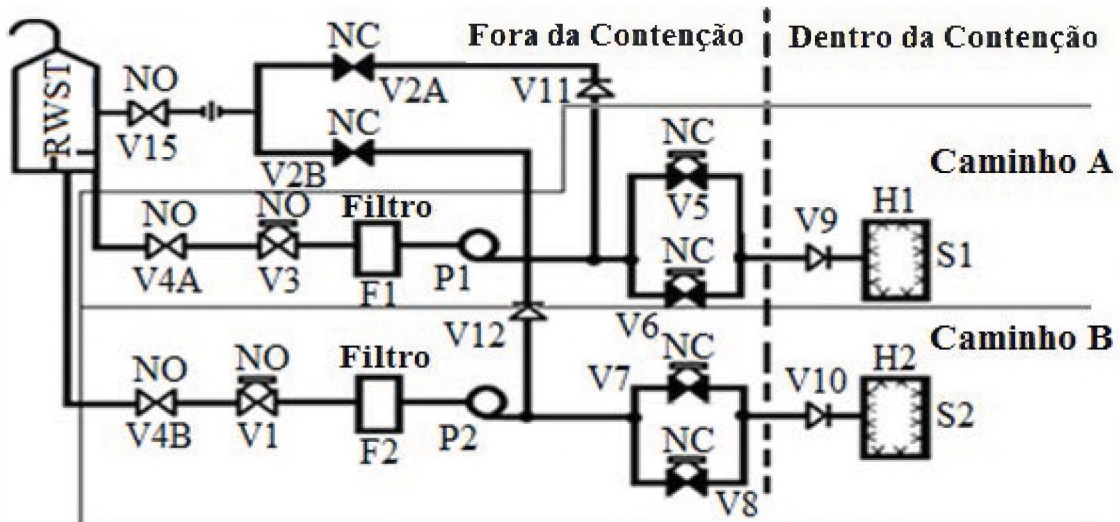 Fora da Contenção
Dentro da Contenção
NC
V2A
V11
NO
V15
RWST
NC
V2B
Caminho A
NC
V5
NC
V6
V9
H1
S1
NO
V4A
NO
V3
Filtro
F1
P1
V12
Caminho B
NO
V4B
NO
V1
Filtro
F2
P2
V7
NC
NC
V8
V10
H2
S2